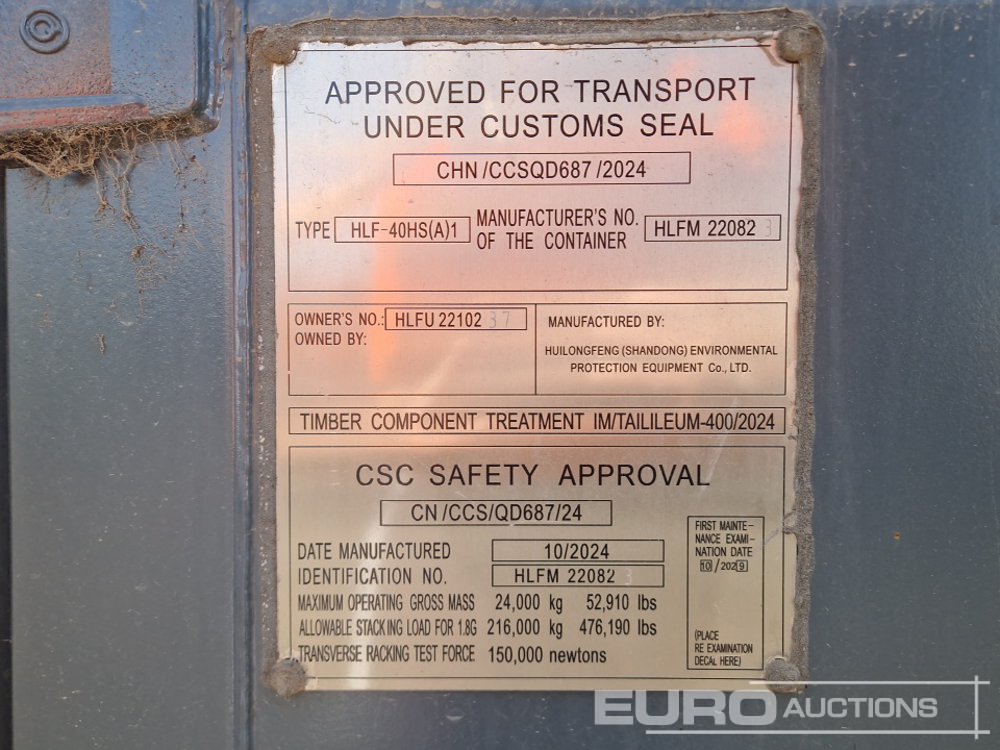 APPROVED FOR TRANSPORT
UNDER CUSTOMS SEAL
CHN/CCSQD687/2024
TYPE HLF-40HS(A)1 MANUFACTURER'S NO. OF THE CONTAINER HLFM 220823
OWNER'S NO.: HLFU 2210237
OWNED BY:
MANUFACTURED BY:
HUILONGFENG (SHANDONG) ENVIRONMENTAL
PROTECTION EQUIPMENT Co., LTD.
TIMBER COMPONENT TREATMENT IM/TAILILEUM-400/2024
CSC SAFETY APPROVAL
CN/CCS/QD687/24
DATE MANUFACTURED 10/2024
IDENTIFICATION NO. HLFM 220823
MAXIMUM OPERATING GROSS MASS 24,000 kg 52,910 lbs
ALLOWABLE STACKING LOAD FOR 1.8G 216,000 kg 476,190 lbs
TRANSVERSE RACKING TEST FORCE 150,000 newtons
FIRST MAINTE-
NANCE EXAMI-
NATION DATE
10/2029
(PLACE
RE EXAMINATION
DECAL HERE)
EURO AUCTIONS